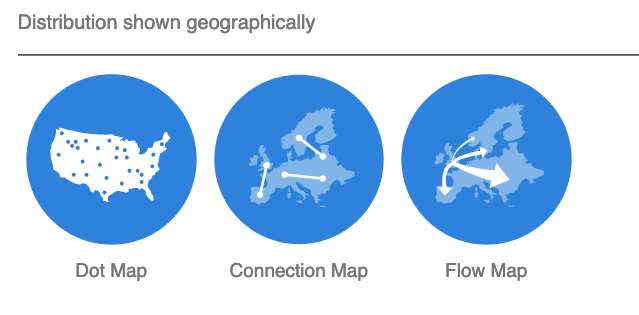 Distribution shown geographically
Dot Map
Connection Map
Flow Map